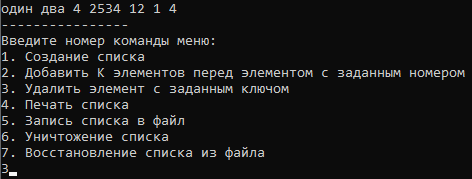 один два 4 2534 12 1 4
----------------
Введите номер команды меню:
1. Создание списка
2. Добавить К элементов перед элементом с заданным номером
3. Удалить элемент с заданным ключом
4. Печать списка
5. Запись списка в файл
6. Уничтожение списка
7. Восстановление списка из файла
3